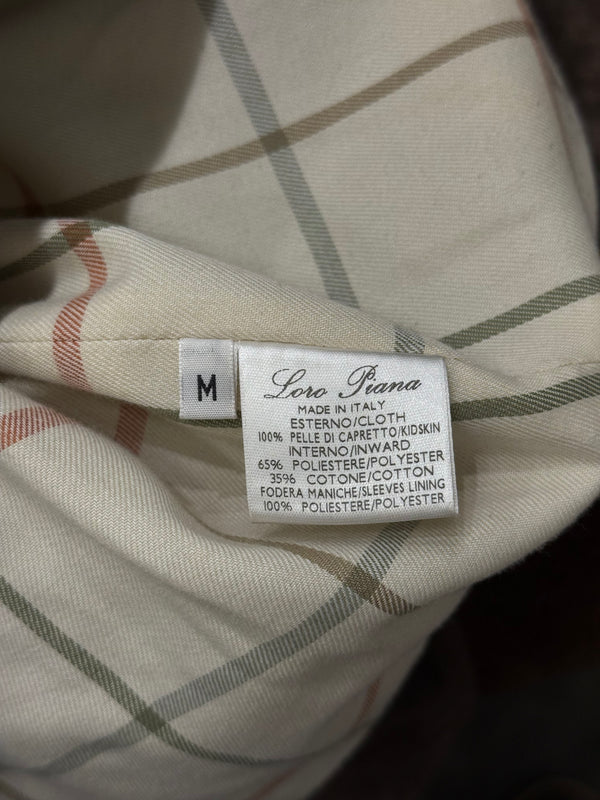 M
Loro Piana
MADE IN ITALY
ESTERNO/CLOTH
100% PELLE DI CAPRETTO/KIDSKIN
INTERNO/INWARD
65% POLIESTERE/POLYESTER
35% COTONE/COTTON
FODERA MANICHE/SLEEVES LINING
100% POLIESTERE/POLYESTER